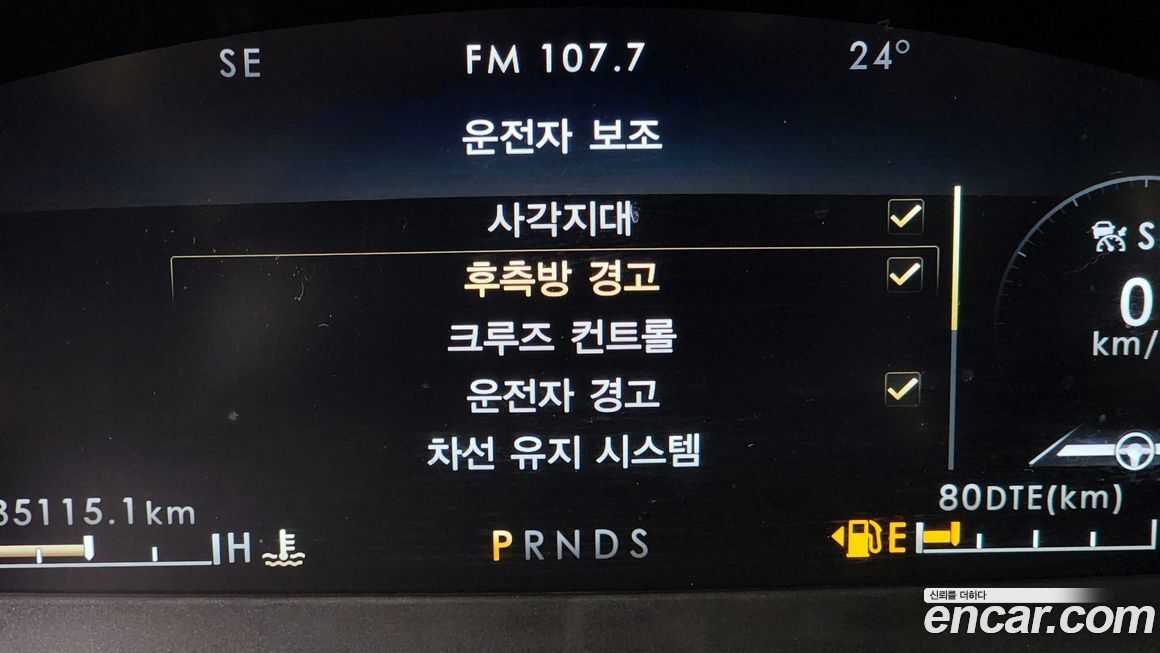 SE FM 107.7 24°
운전자 보조
사각지대
후측방 경고
크루즈 컨트롤
운전자 경고
차선 유지 시스템
S
0
km/
35115.1km
80DTE(km)
H PRNDS E
신뢰를 더하다
encar.com